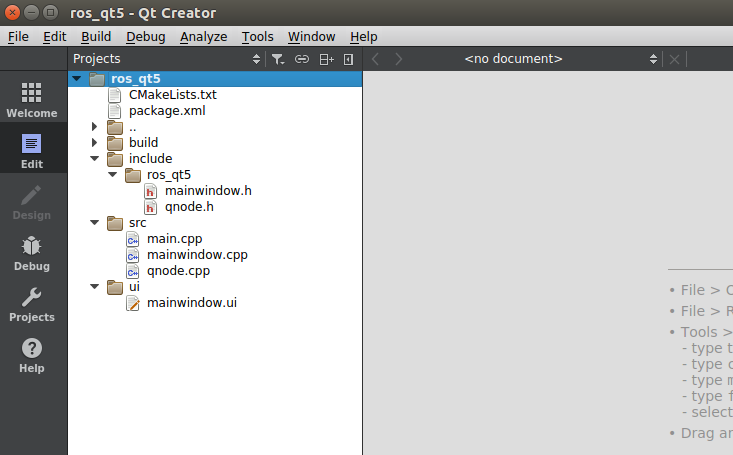 ros_qt5 - Qt Creator
File Edit Build Debug Analyze Tools Window Help
Projects
<no document>
Welcome
Edit
Design
Debug
Projects
Help
ros_qt5
CMakeLists.txt
package.xml
..
build
include
ros_qt5
mainwindow.h
qnode.h
src
main.cpp
mainwindow.cpp
qnode.cpp
ui
mainwindow.ui
• File >
• File >
• Tools >
- type
- type
- type
- type
- select
• Drag